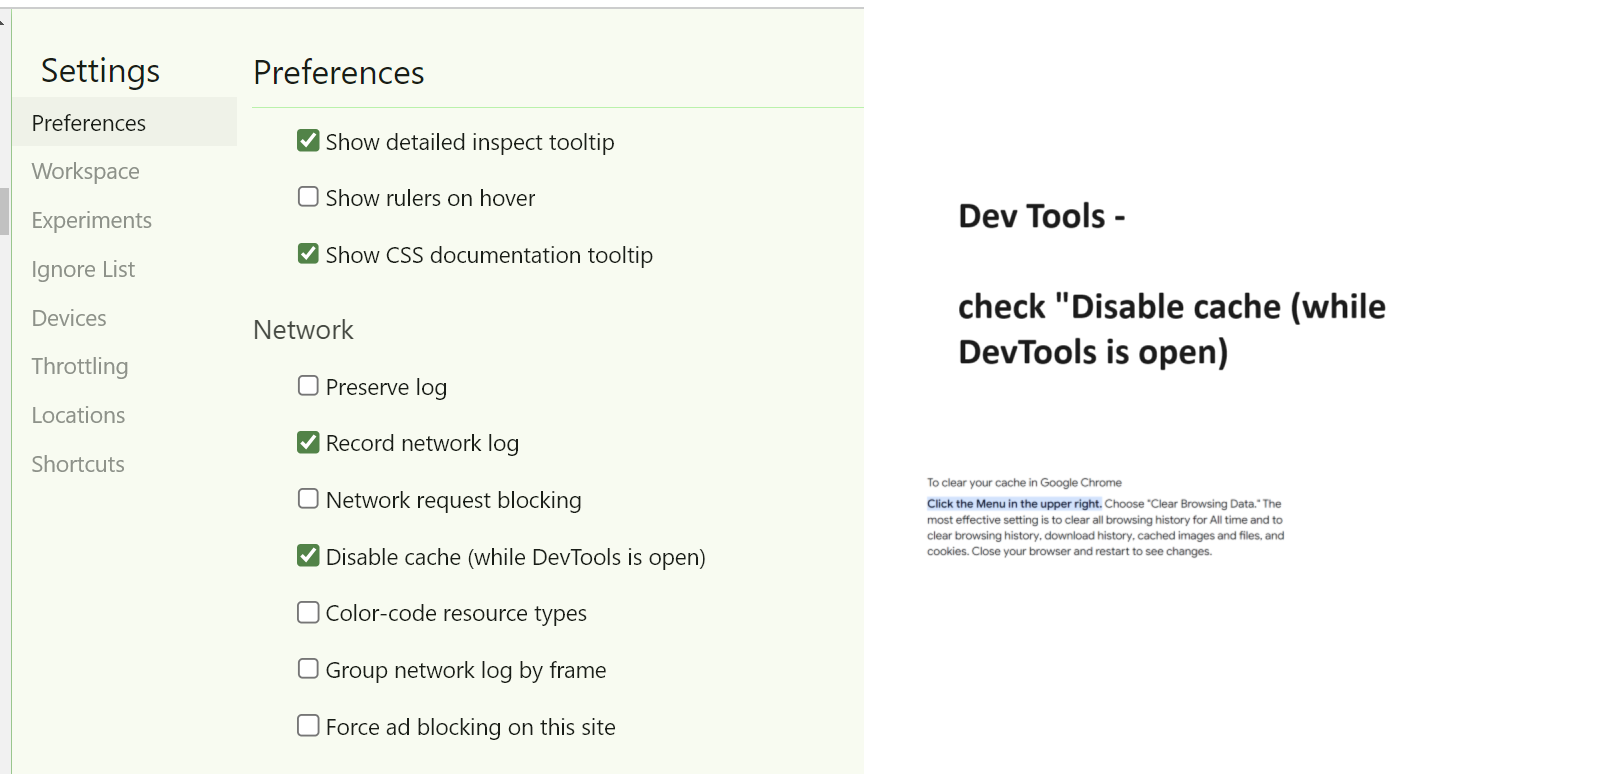 Settings
Preferences
Workspace
Experiments
Ignore List
Devices
Throttling
Locations
Shortcuts
Preferences
Show detailed inspect tooltip
Show rulers on hover
Show CSS documentation tooltip
Network
Preserve log
Record network log
Network request blocking
Disable cache (while DevTools is open)
Color-code resource types
Group network log by frame
Force ad blocking on this site
Dev Tools -
check "Disable cache (while
DevTools is open)
To clear your cache in Google Chrome
Click the Menu in the upper right. Choose "Clear Browsing Data." The
most effective setting is to clear all browsing history for All time and to
clear browsing history, download history, cached images and files, and
cookies. Close your browser and restart to see changes.